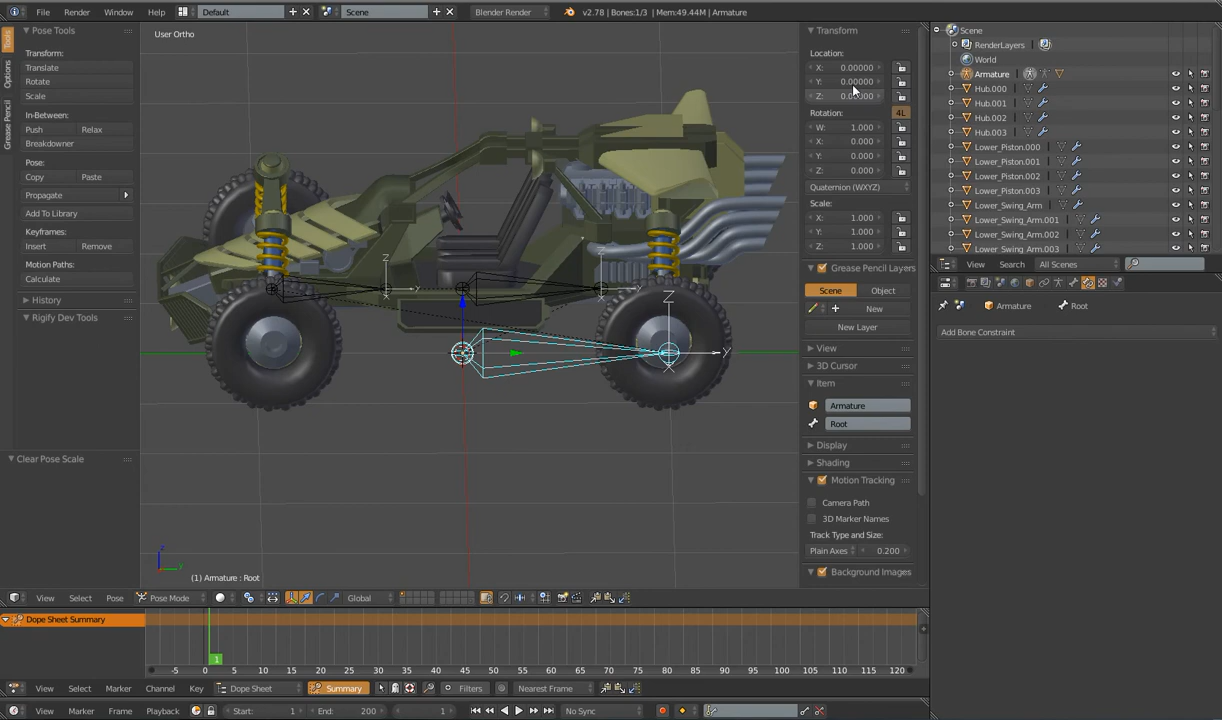 File Render Window Help Default Scene Blender Render v2.78 | Bones:1/3 | Mem:49.44M | Armature
Tools
Options
Grease Pencil
Pose Tools
Transform:
Translate
Rotate
Scale
In-Between:
Push Relax
Breakdowner
Pose:
Copy Paste
Propagate
Add To Library
Keyframes:
Insert Remove
Motion Paths:
Calculate
History
Rigify Dev Tools
Clear Pose Scale
User Ortho
Z
Y
Z
Z
Y
z
y
(1) Armature : Root
Transform
Location:
X: 0.00000
Y: 0.00000
Z: 0.00000
Rotation: 4L
W: 1.000
X: 0.000
Y: 0.000
Z: 0.000
Quaternion (WXYZ)
Scale:
X: 1.000
Y: 1.000
Z: 1.000
Grease Pencil Layers
Scene Object
New
New Layer
View
3D Cursor
Item
Armature
Root
Display
Shading
Motion Tracking
Camera Path
3D Marker Names
Track Type and Size:
Plain Axes 0.200
Background Images
Scene
RenderLayers
World
Armature
Hub.000
Hub.001
Hub.002
Hub.003
Lower_Piston.000
Lower_Piston.001
Lower_Piston.002
Lower_Piston.003
Lower_Swing_Arm
Lower_Swing_Arm.001
Lower_Swing_Arm.002
Lower_Swing_Arm.003
View Search All Scenes
Armature Root
Add Bone Constraint
View Select Pose Pose Mode Global
Dope Sheet Summary
1
-5 0 5 10 15 20 25 30 35 40 45 50 55 60 65 70 75 80 85 90 95 100 105 110 115 120
View Select Marker Channel Key Dope Sheet Summary Filters Nearest Frame
View Marker Frame Playback Start: 1 End: 200 1 No Sync